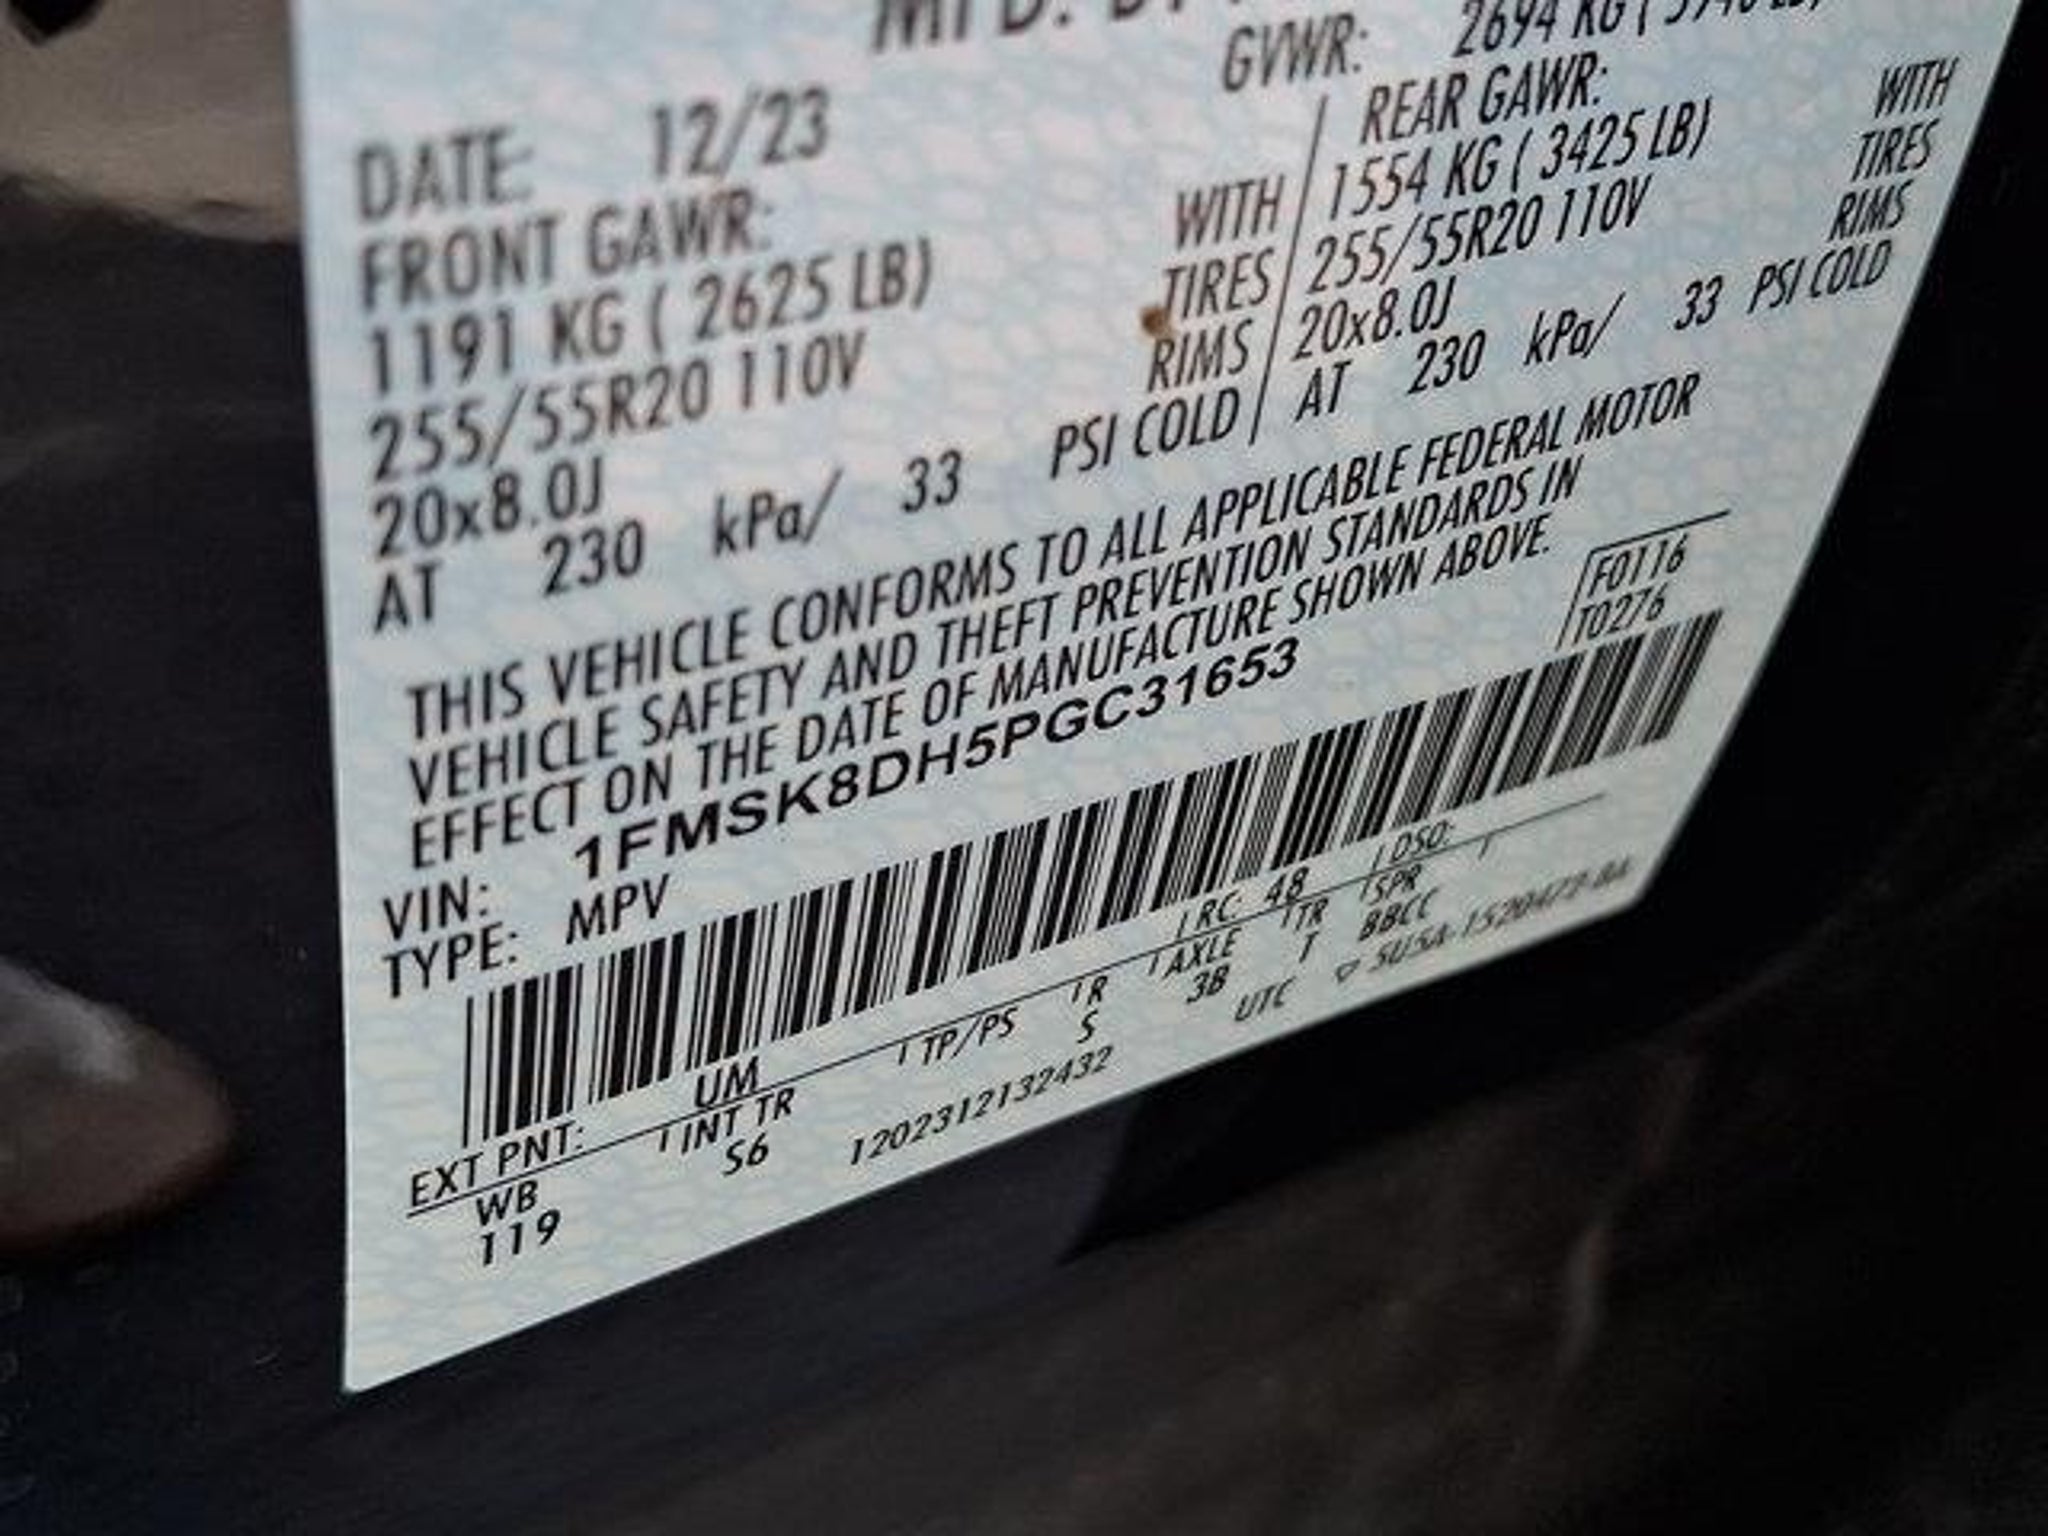 GVWR: 2694 KG
DATE: 12/23
FRONT GAWR: REAR GAWR:
1191 KG ( 2625 LB) WITH 1554 KG ( 3425 LB) WITH
255/55R20 110V TIRES 255/55R20 110V TIRES
20x8.0J RIMS 20x8.0J RIMS
AT 230 kPa/ 33 PSI COLD AT 230 kPa/ 33 PSI COLD
THIS VEHICLE CONFORMS TO ALL APPLICABLE FEDERAL MOTOR
VEHICLE SAFETY AND THEFT PREVENTION STANDARDS IN
EFFECT ON THE DATE OF MANUFACTURE SHOWN ABOVE.
VIN: 1FMSK8DH5PGC31653 F0116
TYPE: MPV T0276
EXT PNT: UM RC: 48 DSO:
WB INT TR TP/PS R AXLE TR SPR
119 S6 S 3B T BBCC
1202312132432 UTC